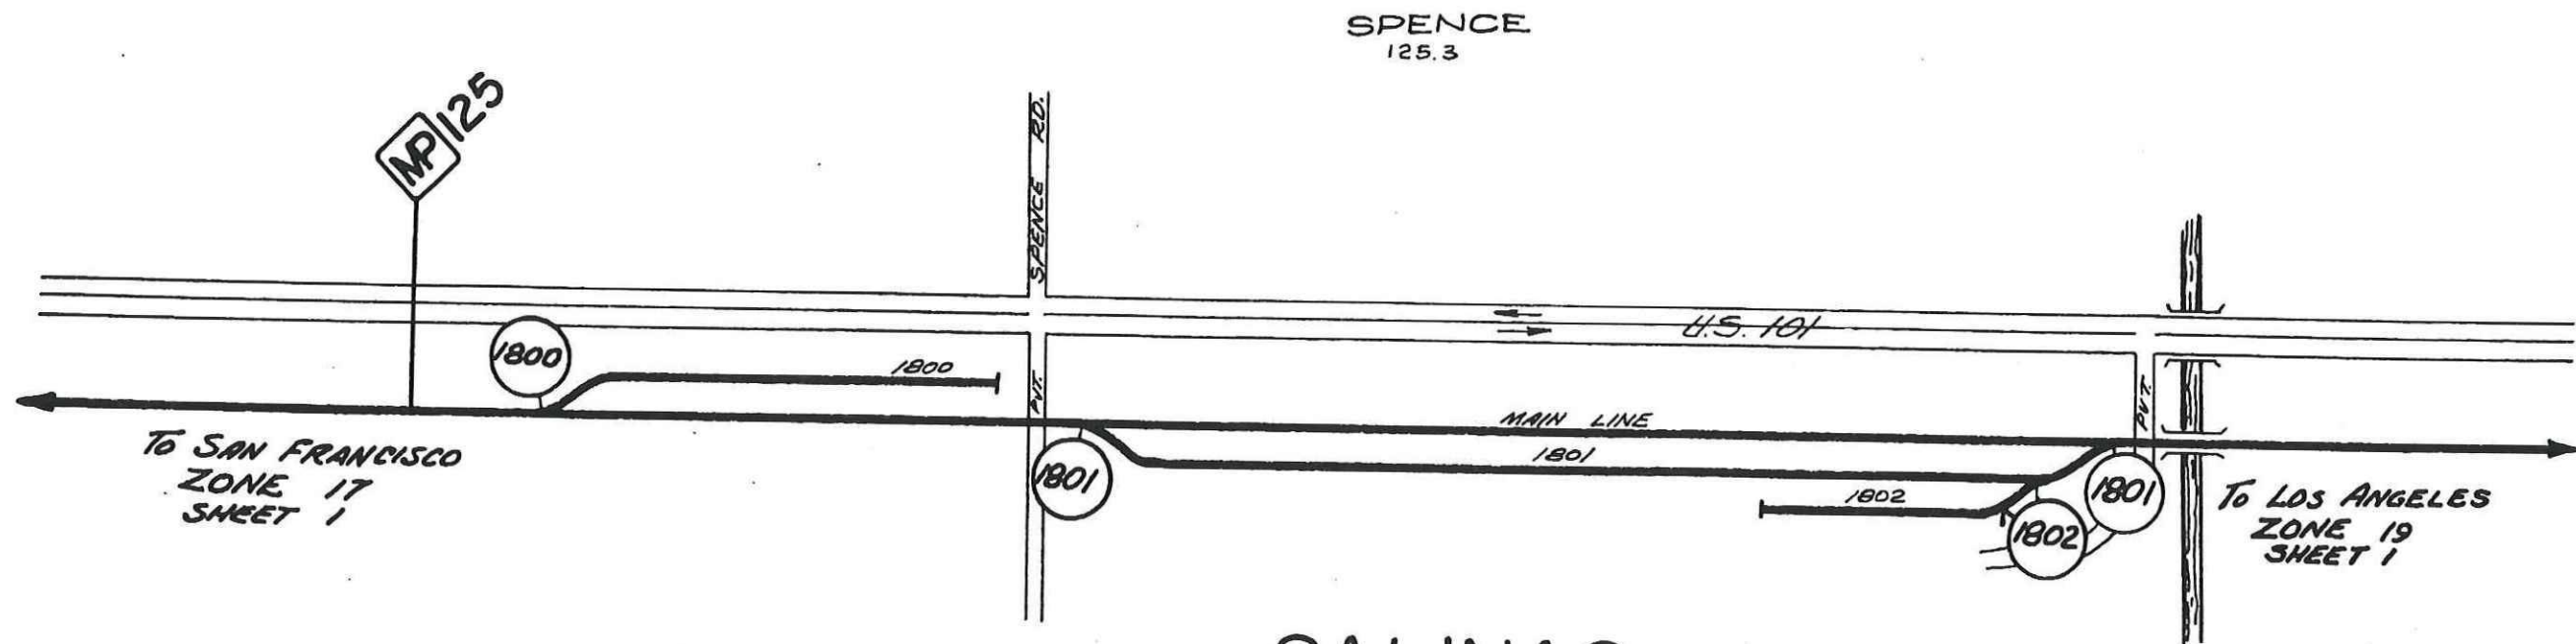 SPENCE
125.3
MP 125
SPENCE RD.
U.S. 101
1800
1800
PVT.
PVT.
MAIN LINE
1801
1801
1801
1802
1802
TO SAN FRANCISCO
ZONE 17
SHEET 1
TO LOS ANGELES
ZONE 19
SHEET 1